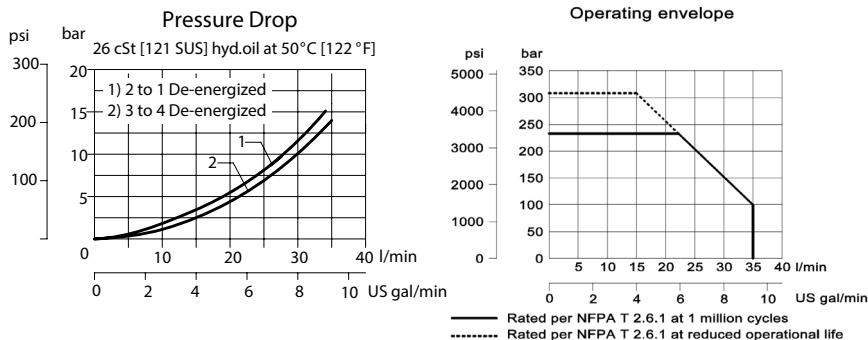 Pressure Drop
26 cSt [121 SUS] hyd.oil at 50°C [122 °F]
psi
bar
300
200
100
20
15
10
5
0
1) 2 to 1 De-energized
2) 3 to 4 De-energized
1
2
0 10 20 30 40 l/min
0 2 4 6 8 10 US gal/min
Operating envelope
psi
bar
5000
4000
3000
2000
1000
0
350
300
250
200
150
100
50
0
5 10 15 20 25 30 35 40 l/min
0 2 4 6 8 10 US gal/min
Rated per NFPA T 2.6.1 at 1 million cycles
Rated per NFPA T 2.6.1 at reduced operational life